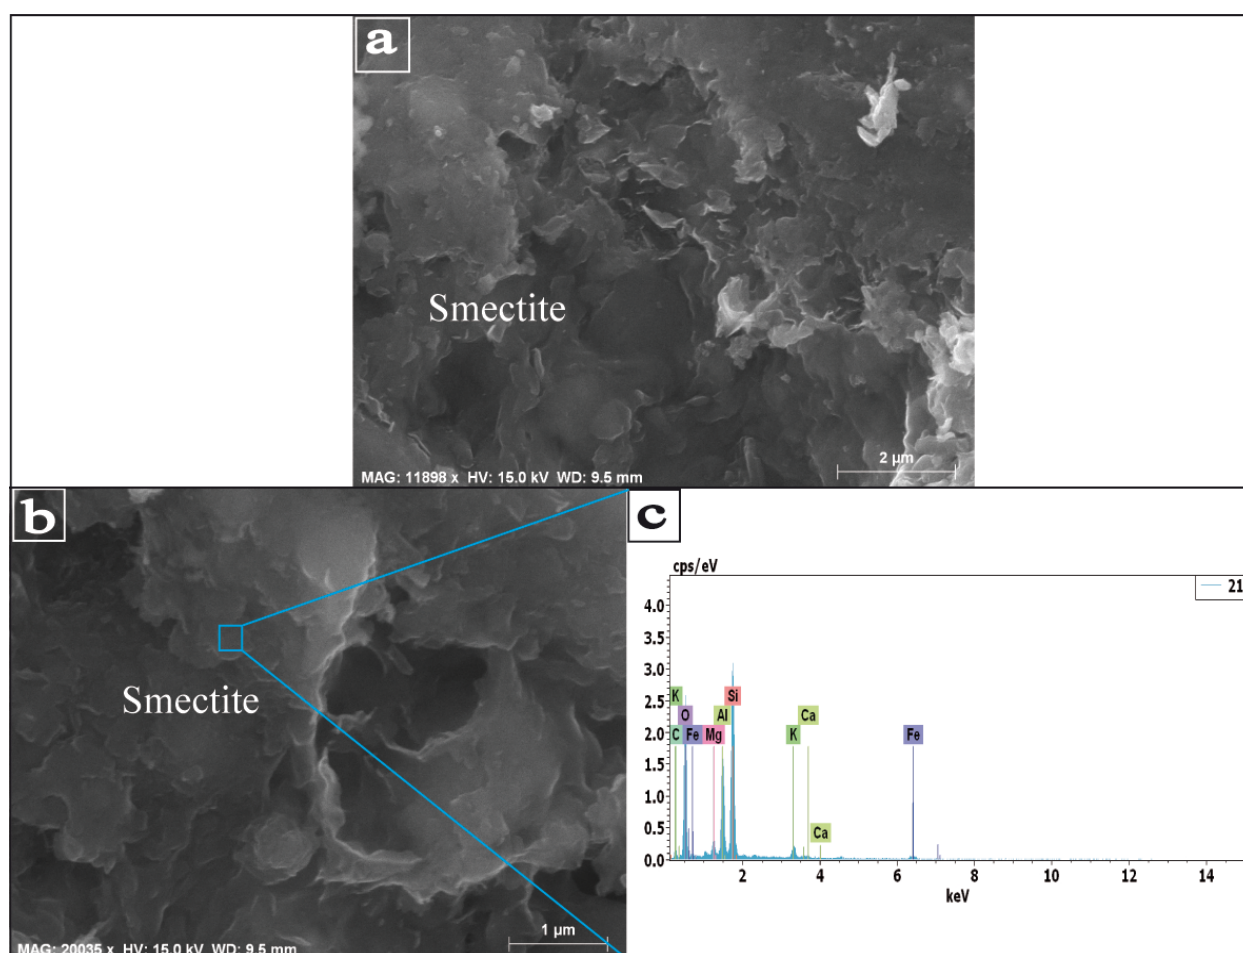 a
Smectite
2 µm
MAG: 11898 x HV: 15.0 kV WD: 9.5 mm
b
Smectite
1 µm
MAG: 20035 x HV: 15.0 kV WD: 9.5 mm
c
cps/eV
21
4.0
3.5
3.0
2.5
2.0
1.5
1.0
0.5
0.0
K Si
O Al Ca
C Fe Mg K Fe
Ca
2 4 6 8 10 12 14
keV